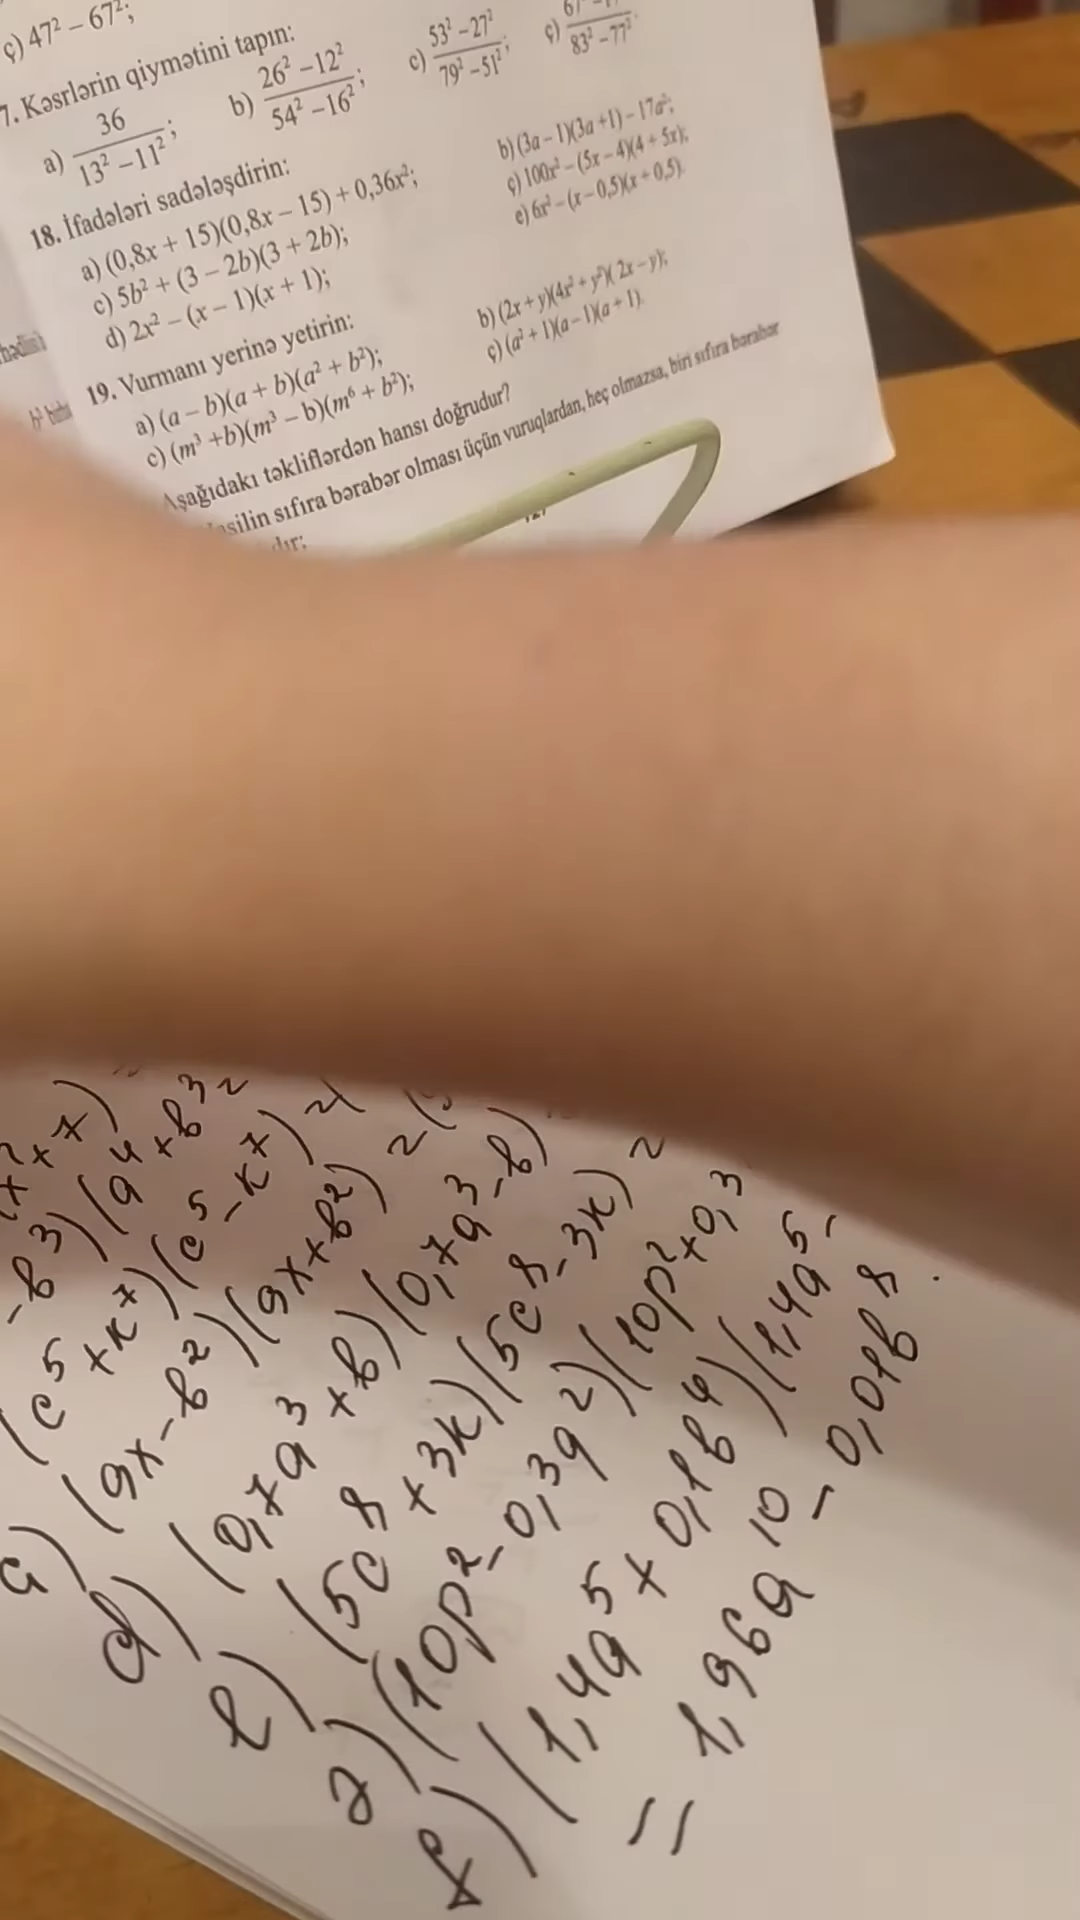 ç) 47² – 67²;
7. Kəsrlərin qiymətini tapın:
a) 36 / (13² – 11²);
b) (26² – 12²) / (54² – 16²);
c) (53² – 27²) / (79² – 51²);
ç) / (83² – 77²).
18. İfadələri sadələşdirin:
a) (0,8x + 15)(0,8x – 15) + 0,36x²;
b) (3a – 1)(3a + 1) – 17a²;
c) 5b² + (3 – 2b)(3 + 2b);
ç) 100x² – (5x – 4)(4 + 5x);
d) 2x² – (x – 1)(x + 1);
e) 6x² – (x – 0,5)(x + 0,5).
19. Vurmanı yerinə yetirin:
a) (a – b)(a + b)(a² + b²);
b) (2x + y)(4x² + y²)(2x – y);
c) (m³ + b)(m³ – b)(m⁶ + b²);
ç) (a² + 1)(a – 1)(a + 1).
Aşağıdakı təkliflərdən hansı doğrudur?
sıfıra bərabər olması üçün vuruqlardan, heç olmazsa, biri sıfıra bərabər
(c⁵ + k⁷)(c⁵ – k⁷)
(9x – b²)(9x + b²)
d) (0,7a³ + b)(0,7a³ – b)
(5c⁸ + 3k)(5c⁸ – 3k)
(10p² – 0,3q²)(10p² + 0,3
(1,4a⁵ + 0,1b⁴)(1,4a⁵ –
= 1,96a¹⁰ – 0,01b⁸.